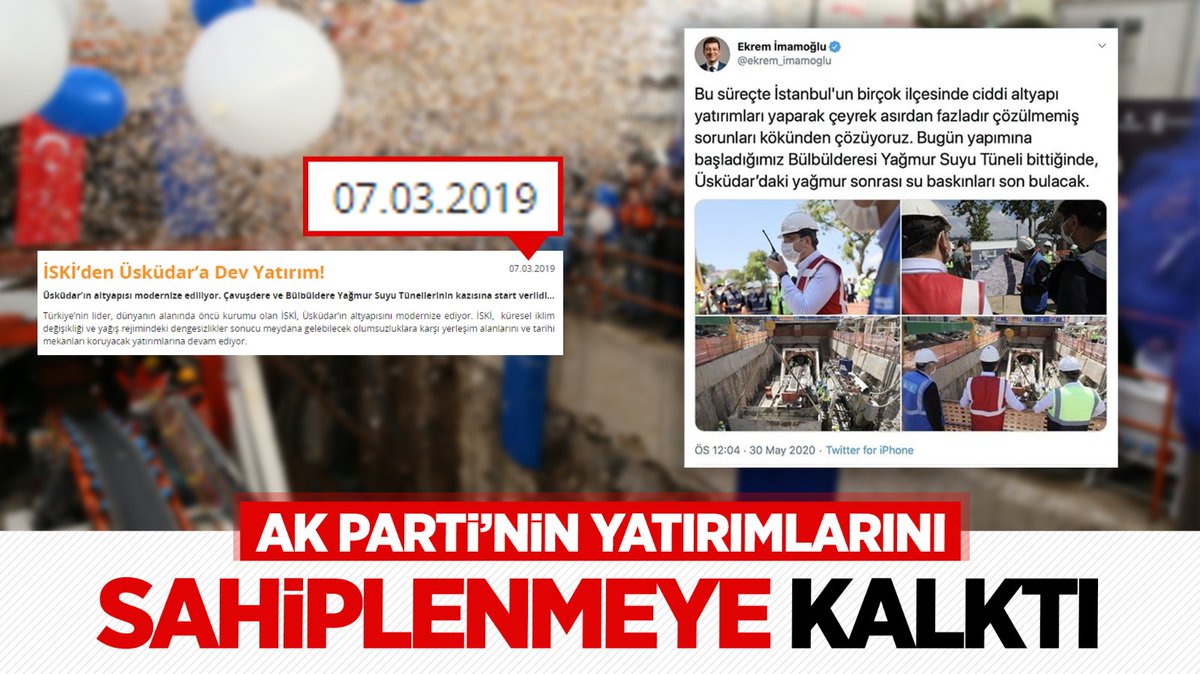 07.03.2019
İSKİ’den Üsküdar’a Dev Yatırım!
07.03.2019
Üsküdar’ın altyapısı modernize ediliyor. Çavuşdere ve Bülbüldere Yağmur Suyu Tünellerinin kazısına start verildi...
Türkiye’nin lider, dünyanın alanında öncü kurumu olan İSKİ, Üsküdar’ın altyapısını modernize ediyor. İSKİ, küresel iklim
değişikliği ve yağış rejimindeki dengesizlikler sonucu meydana gelebilecek olumsuzluklara karşı yerleşim alanlarını ve tarihi
mekanları koruyacak yatırımlarına devam ediyor.
Ekrem İmamoğlu
@ekrem_imamoglu
Bu süreçte İstanbul'un birçok ilçesinde ciddi altyapı
yatırımları yaparak çeyrek asırdan fazladır çözülmemiş
sorunları kökünden çözüyoruz. Bugün yapımına
başladığımız Bülbülderesi Yağmur Suyu Tüneli bittiğinde,
Üsküdar’daki yağmur sonrası su baskınları son bulacak.
ÖS 12:04 · 30 May 2020 · Twitter for iPhone
AK PARTİ’NİN YATIRIMLARINI
SAHİPLENMEYE KALKTI